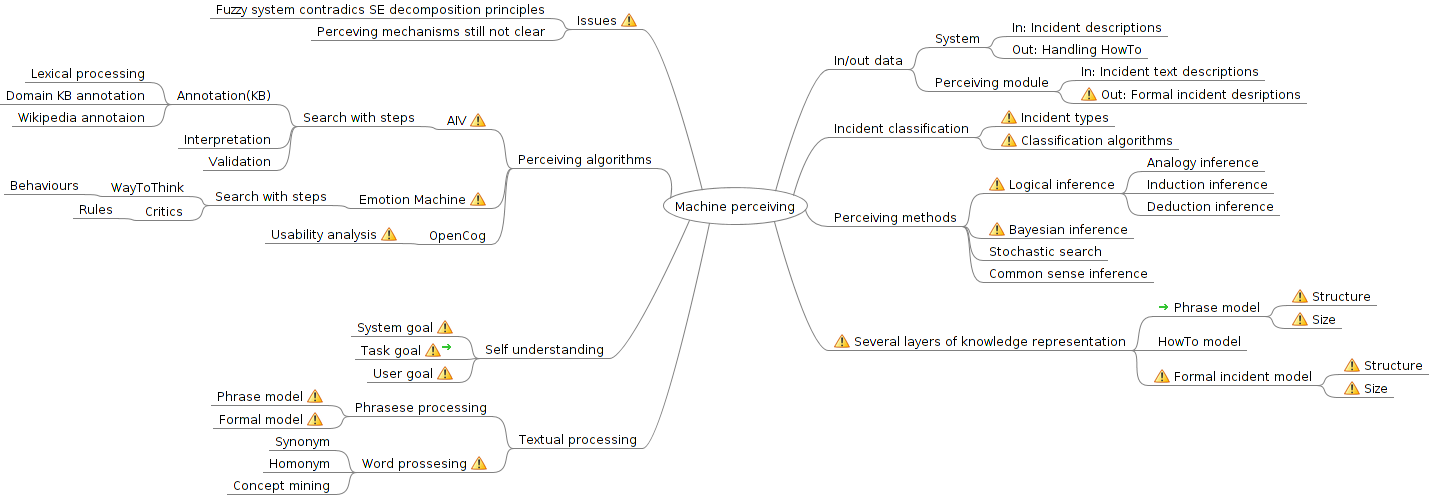 Machine perceiving
Issues
Fuzzy system contradics SE decomposition principles
Perceving mechanisms still not clear
Perceiving algorithms
AIV
Search with steps
Annotation(KB)
Lexical processing
Domain KB annotation
Wikipedia annotaion
Interpretation
Validation
Emotion Machine
Search with steps
WayToThink
Behaviours
Critics
Rules
OpenCog
Usability analysis
Self understanding
System goal
Task goal
User goal
Textual processing
Phrasese processing
Phrase model
Formal model
Word prossesing
Synonym
Homonym
Concept mining
In/out data
System
In: Incident descriptions
Out: Handling HowTo
Perceiving module
In: Incident text descriptions
Out: Formal incident desriptions
Incident classification
Incident types
Classification algorithms
Perceiving methods
Logical inference
Analogy inference
Induction inference
Deduction inference
Bayesian inference
Stochastic search
Common sense inference
Several layers of knowledge representation
Phrase model
Structure
Size
HowTo model
Formal incident model
Structure
Size